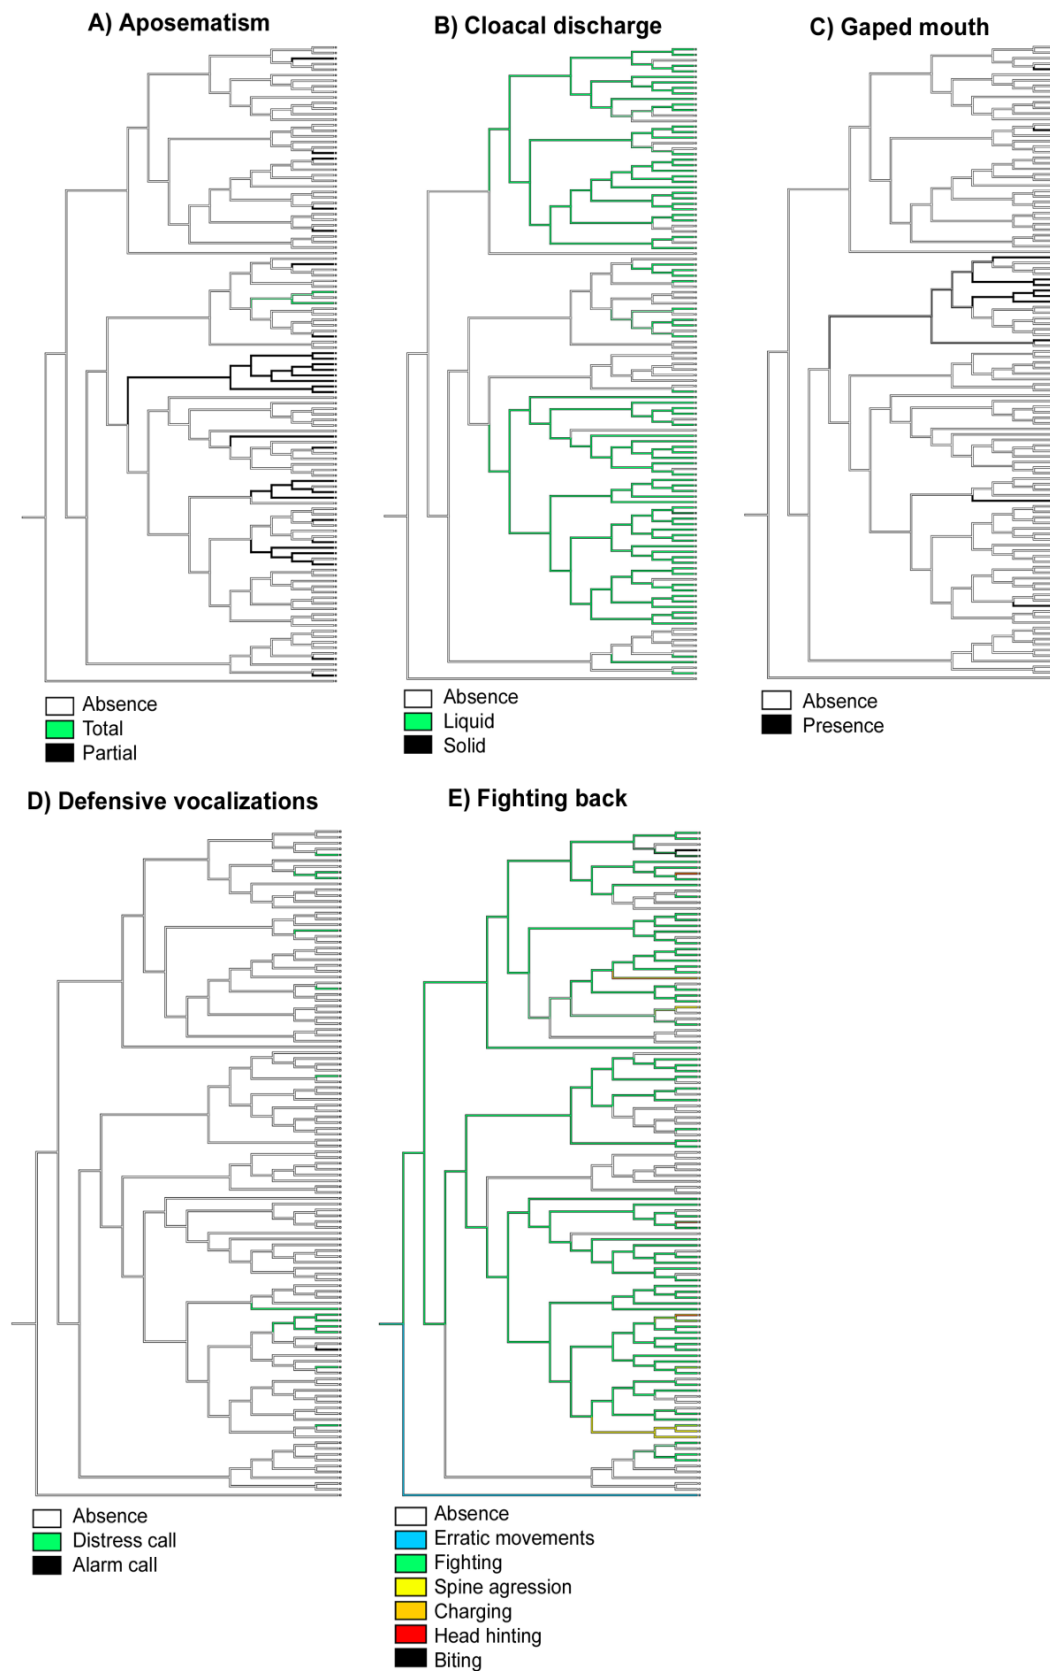 A) Aposematism
B) Cloacal discharge
C) Gaped mouth
Absence
Total
Partial
Absence
Liquid
Solid
Absence
Presence
D) Defensive vocalizations
E) Fighting back
Absence
Distress call
Alarm call
Absence
Erratic movements
Fighting
Spine agression
Charging
Head hinting
Biting